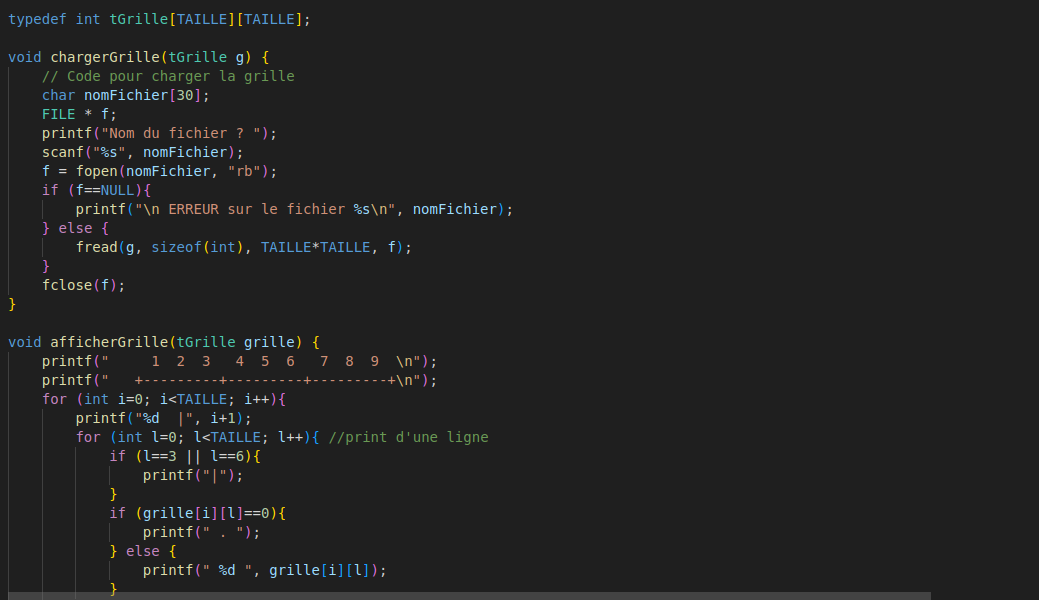 typedef int tGrille[TAILLE][TAILLE];

void chargerGrille(tGrille g) {
    // Code pour charger la grille
    char nomFichier[30];
    FILE * f;
    printf("Nom du fichier ? ");
    scanf("%s", nomFichier);
    f = fopen(nomFichier, "rb");
    if (f==NULL){
        printf("\n ERREUR sur le fichier %s\n", nomFichier);
    } else {
        fread(g, sizeof(int), TAILLE*TAILLE, f);
    }
    fclose(f);
}

void afficherGrille(tGrille grille) {
    printf("     1  2  3   4  5  6   7  8  9  \n");
    printf("   +---------+---------+---------+\n");
    for (int i=0; i<TAILLE; i++){
        printf("%d  |", i+1);
        for (int l=0; l<TAILLE; l++){ //print d'une ligne
            if (l==3 || l==6){
                printf("|");
            }
            if (grille[i][l]==0){
                printf(" . ");
            } else {
                printf(" %d ", grille[i][l]);
            }